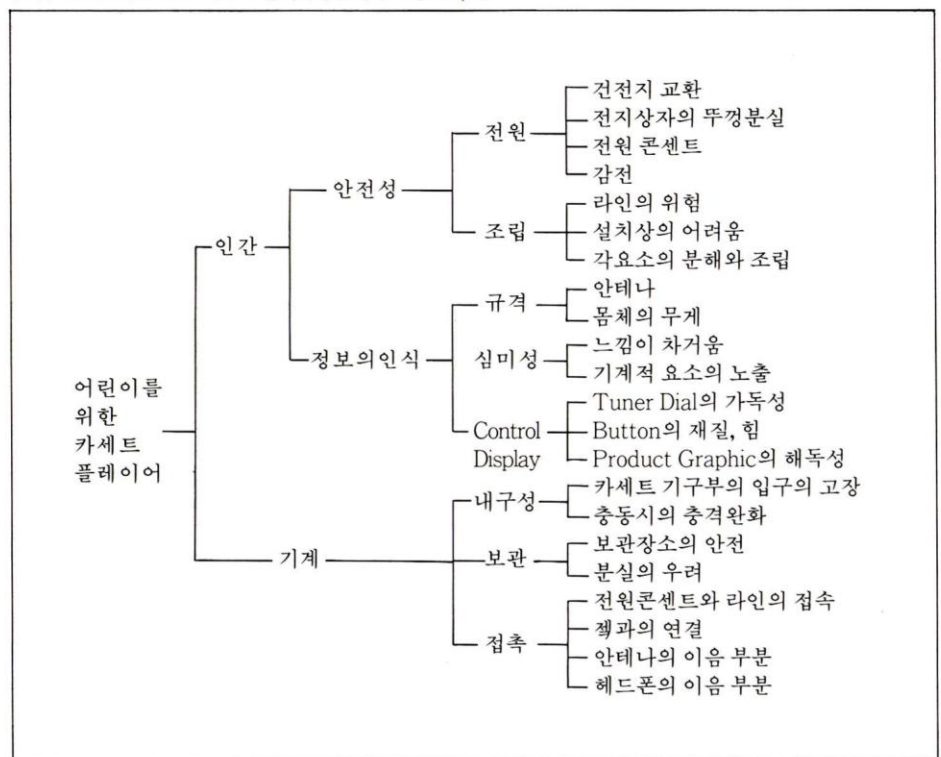 건전지 교환
전지상자의 뚜껑분실
전원
전원 콘센트
감전
안전성
라인의 위험
조립
설치상의 어려움
각요소의 분해와 조립
인간
안테나
규격
몸체의 무게
정보의인식
심미성
느낌이 차거움
기계적 요소의 노출
어린이를
위한
카세트
플레이어
Tuner Dial의 가독성
Control
Display
Button의 재질, 힘
Product Graphic의 해독성
내구성
카세트 기구부의 입구의 고장
충동시의 충격완화
기계
보관
보관장소의 안전
분실의 우려
전원콘센트와 라인의 접속
접촉
젴과의 연결
안테나의 이음 부분
헤드폰의 이음 부분